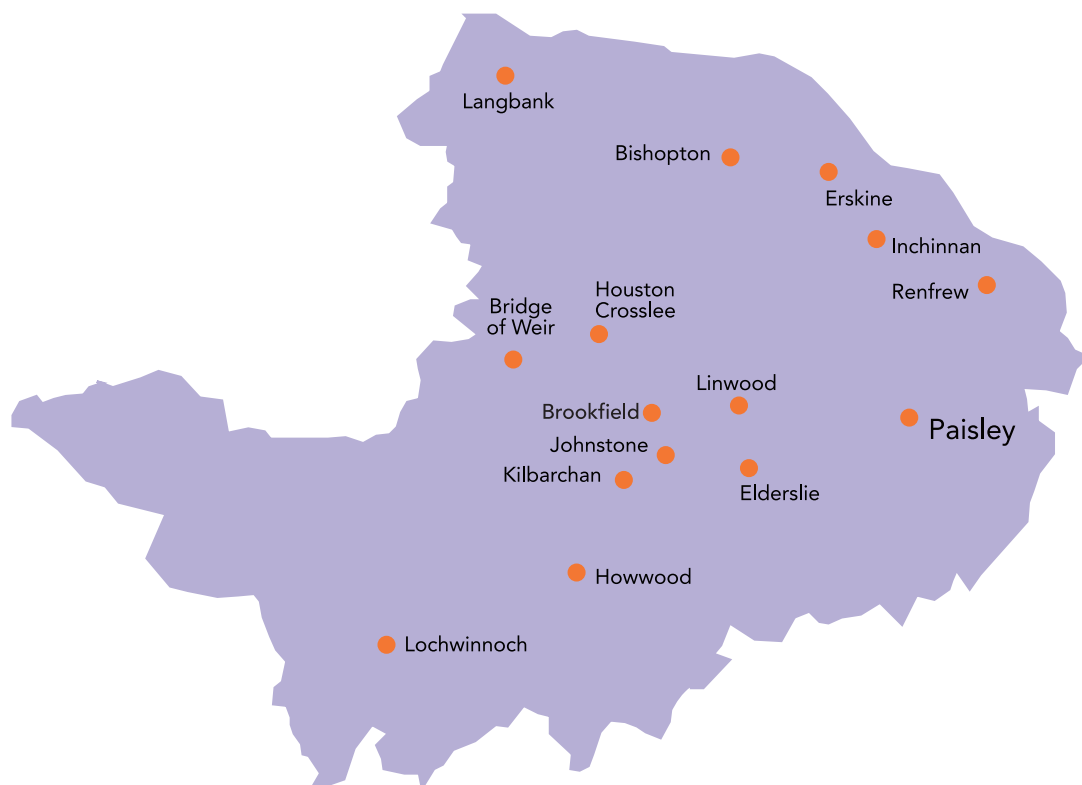 Langbank
Bishopton
Erskine
Inchinnan
Renfrew
Houston
Crosslee
Bridge
of Weir
Linwood
Brookfield
Paisley
Johnstone
Kilbarchan
Elderslie
Howwood
Lochwinnoch